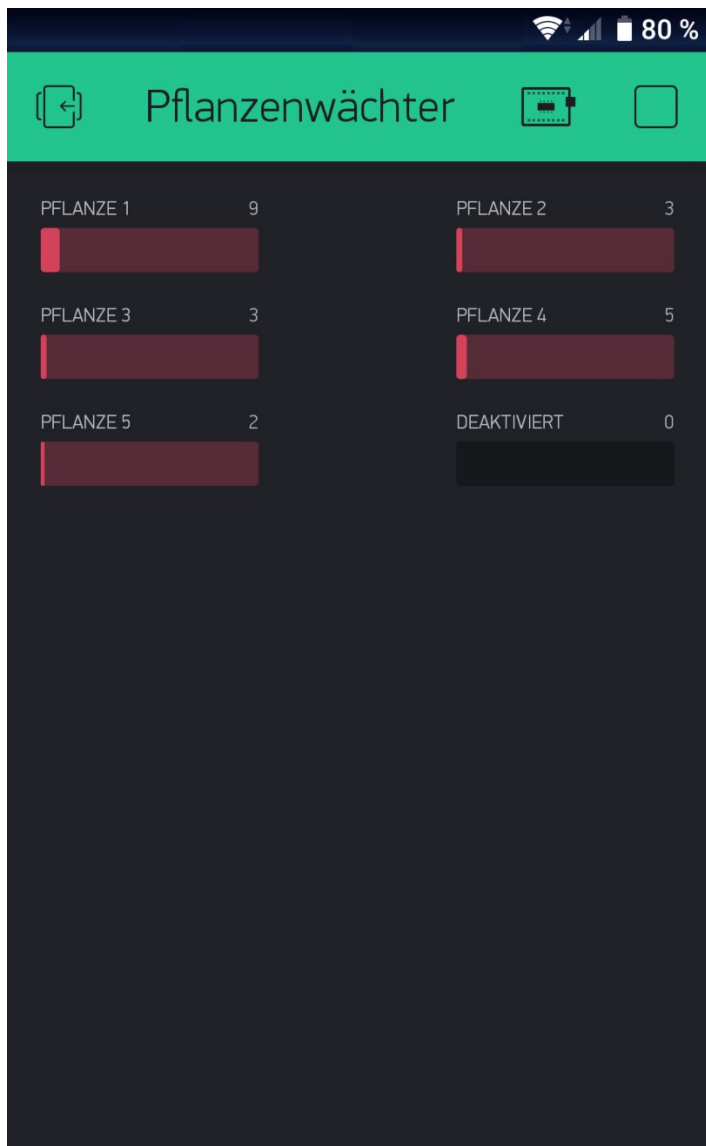 80 %
Pflanzenwächter
PFLANZE 1 9
PFLANZE 2 3
PFLANZE 3 3
PFLANZE 4 5
PFLANZE 5 2
DEAKTIVIERT 0